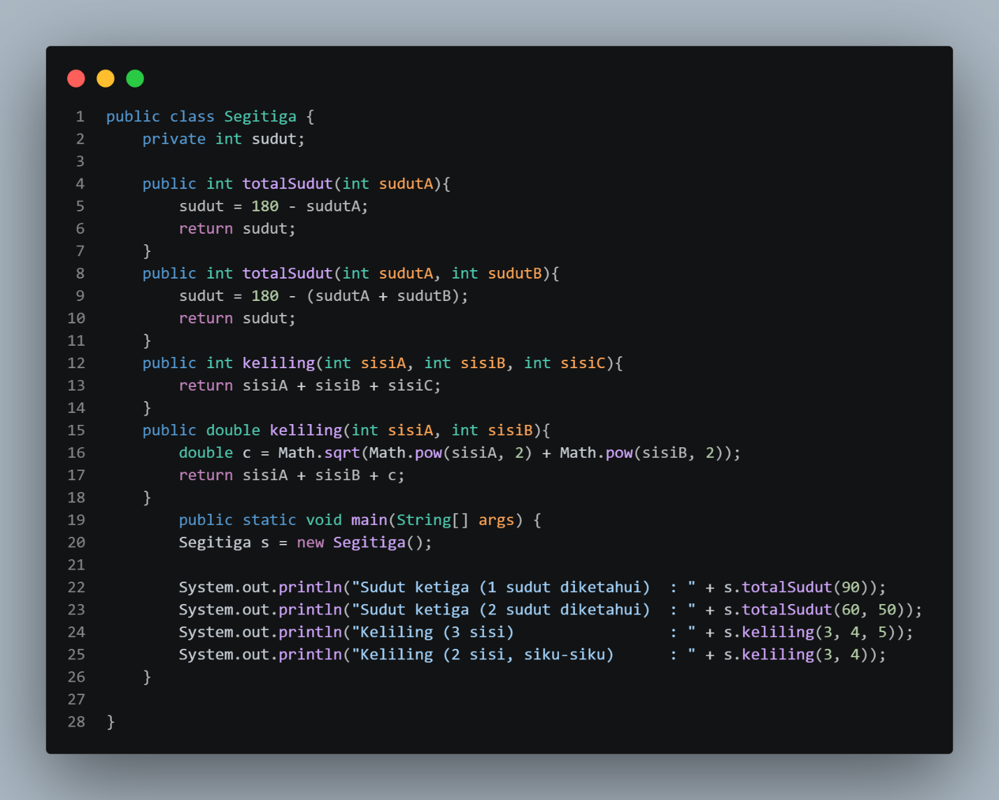 1 public class Segitiga {
2     private int sudut;
3
4     public int totalSudut(int sudutA){
5         sudut = 180 - sudutA;
6         return sudut;
7     }
8     public int totalSudut(int sudutA, int sudutB){
9         sudut = 180 - (sudutA + sudutB);
10         return sudut;
11     }
12     public int keliling(int sisiA, int sisiB, int sisiC){
13         return sisiA + sisiB + sisiC;
14     }
15     public double keliling(int sisiA, int sisiB){
16         double c = Math.sqrt(Math.pow(sisiA, 2) + Math.pow(sisiB, 2));
17         return sisiA + sisiB + c;
18     }
19         public static void main(String[] args) {
20         Segitiga s = new Segitiga();
21
22         System.out.println("Sudut ketiga (1 sudut diketahui)  : " + s.totalSudut(90));
23         System.out.println("Sudut ketiga (2 sudut diketahui)  : " + s.totalSudut(60, 50));
24         System.out.println("Keliling (3 sisi)                 : " + s.keliling(3, 4, 5));
25         System.out.println("Keliling (2 sisi, siku-siku)      : " + s.keliling(3, 4));
26     }
27
28 }